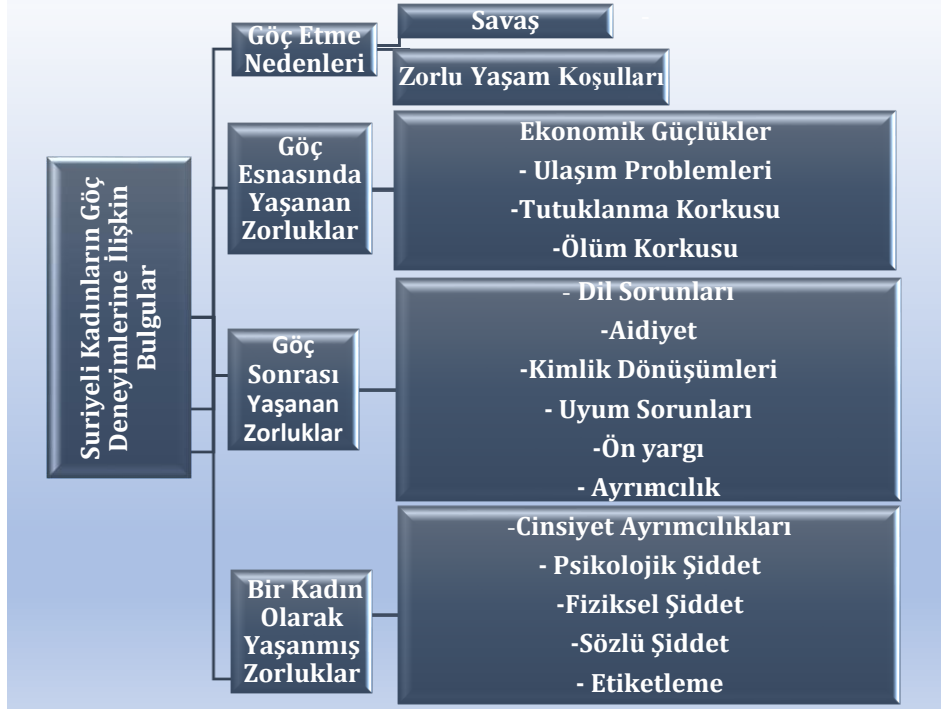 Suriyeli Kadınların Göç
Deneyimlerine İlişkin
Bulgular
Göç Etme
Nedenleri
Savaş
Zorlu Yaşam Koşulları
Göç
Esnasında
Yaşanan
Zorluklar
Ekonomik Güçlükler
- Ulaşım Problemleri
-Tutuklanma Korkusu
-Ölüm Korkusu
Göç
Sonrası
Yaşanan
Zorluklar
- Dil Sorunları
-Aidiyet
-Kimlik Dönüşümleri
- Uyum Sorunları
-Ön yargı
- Ayrımcılık
Bir Kadın
Olarak
Yaşanmış
Zorluklar
-Cinsiyet Ayrımcılıkları
- Psikolojik Şiddet
-Fiziksel Şiddet
-Sözlü Şiddet
- Etiketleme